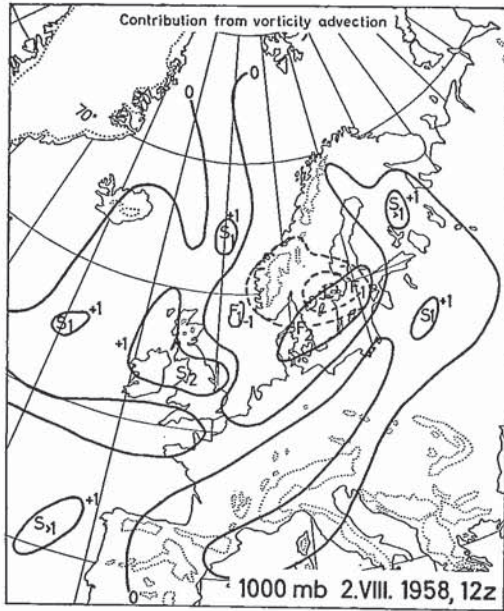 Contribution from vorticity advection
0
0
70°
+1
S1
+1
S>1
+1
S1
+1
+1
F-1
F1
S1
+1
S2
+1
S>1
0
1000 mb 2.VIII. 1958, 12z